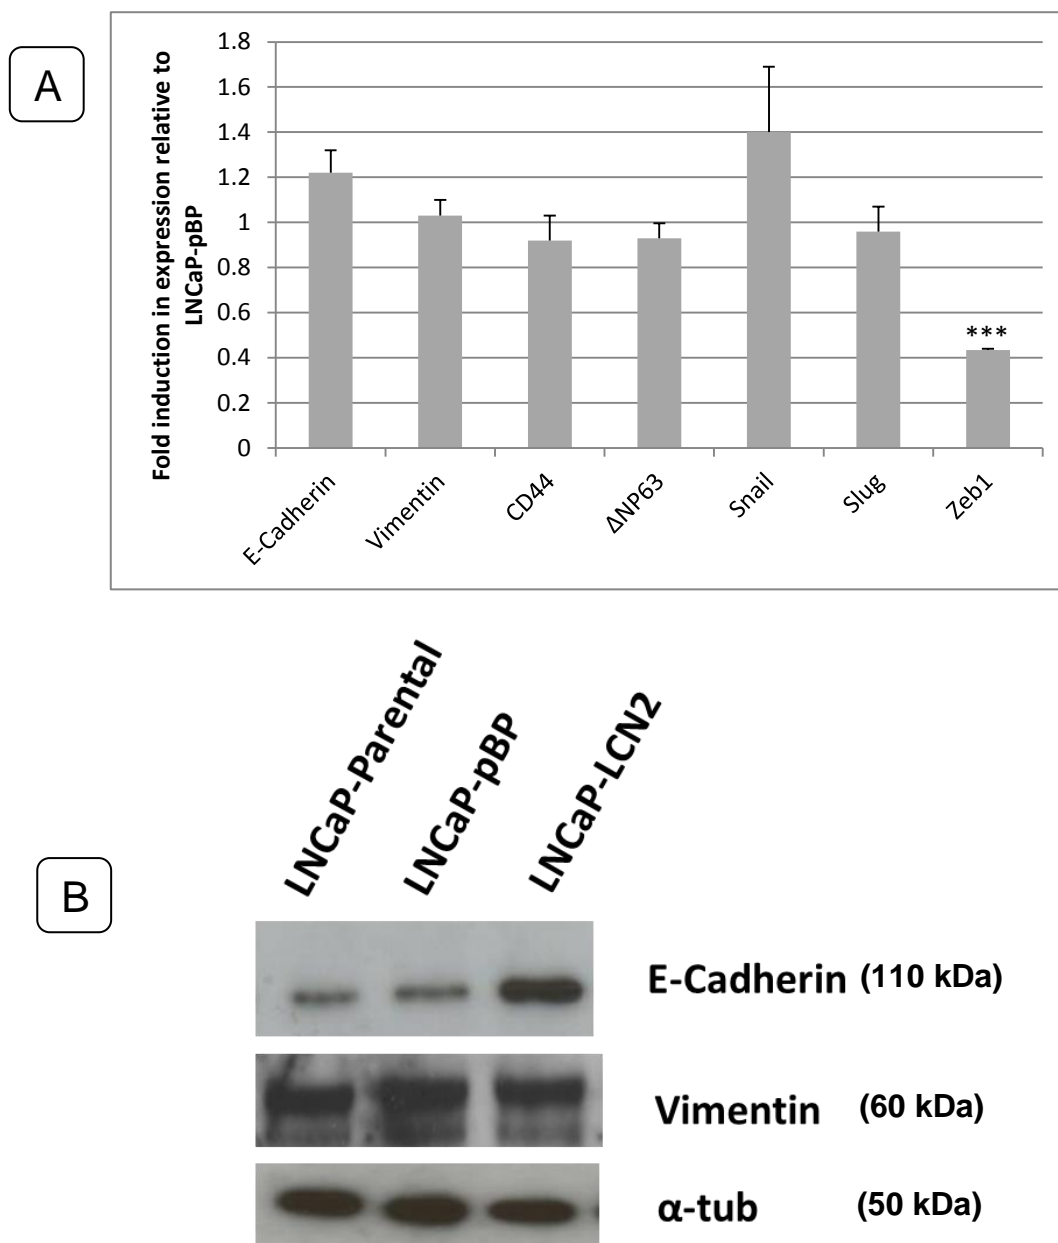 A
Fold induction in expression relative to
LNCaP-pBP
1.8
1.6
1.4
1.2
1
0.8
0.6
0.4
0.2
0
***
E-Cadherin
Vimentin
CD44
ΔNP63
Snail
Slug
Zeb1
B
LNCaP-Parental
LNCaP-pBP
LNCaP-LCN2
E-Cadherin (110 kDa)
Vimentin (60 kDa)
α-tub (50 kDa)